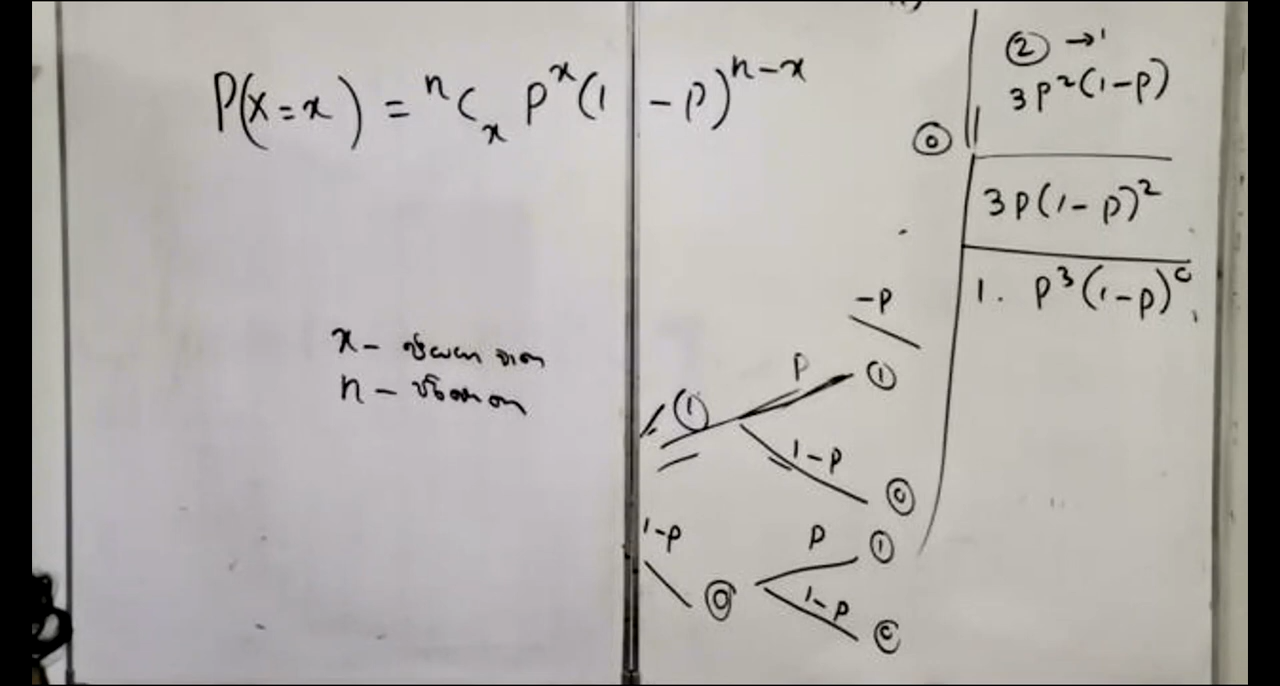 P(X=x) = ⁿCₓ pˣ(1-p)ⁿ⁻ˣ
x -
n -
② → 1
3p²(1-p)
⓪
3p(1-p)²
1. p³(1-p)⁰
-p
① p ①
1-p ⓪
1-p p ①
⓪ 1-p ⓪